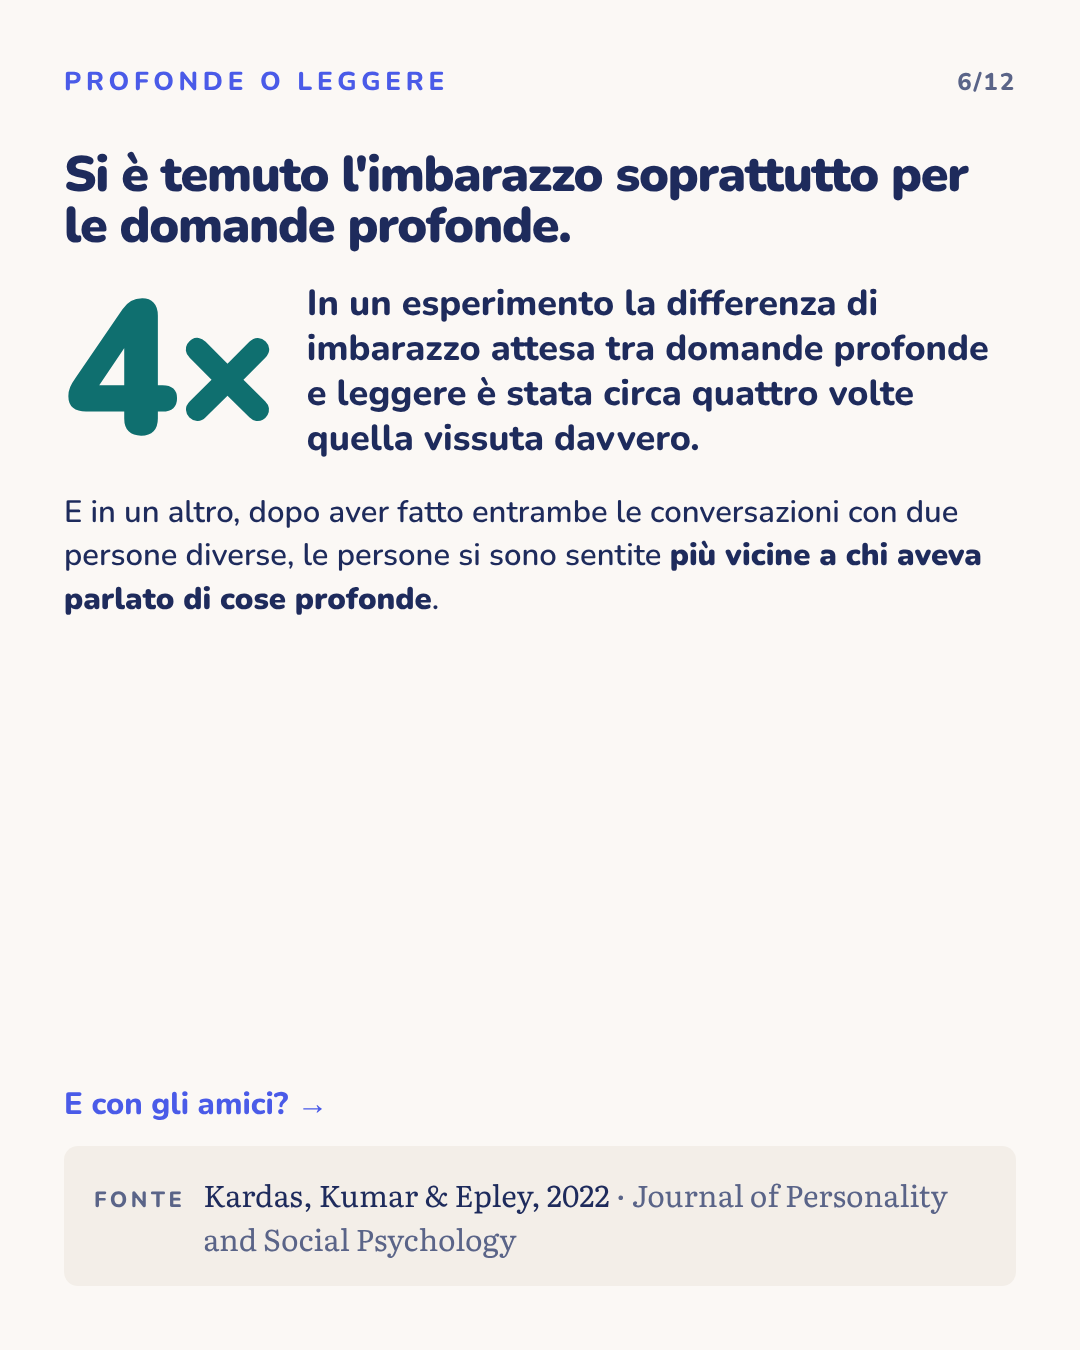 PROFONDE O LEGGERE
6/12
Si è temuto l'imbarazzo soprattutto per
le domande profonde.
4×
In un esperimento la differenza di
imbarazzo attesa tra domande profonde
e leggere è stata circa quattro volte
quella vissuta davvero.
E in un altro, dopo aver fatto entrambe le conversazioni con due
persone diverse, le persone si sono sentite più vicine a chi aveva
parlato di cose profonde.
E con gli amici? →
FONTE Kardas, Kumar & Epley, 2022 · Journal of Personality
and Social Psychology